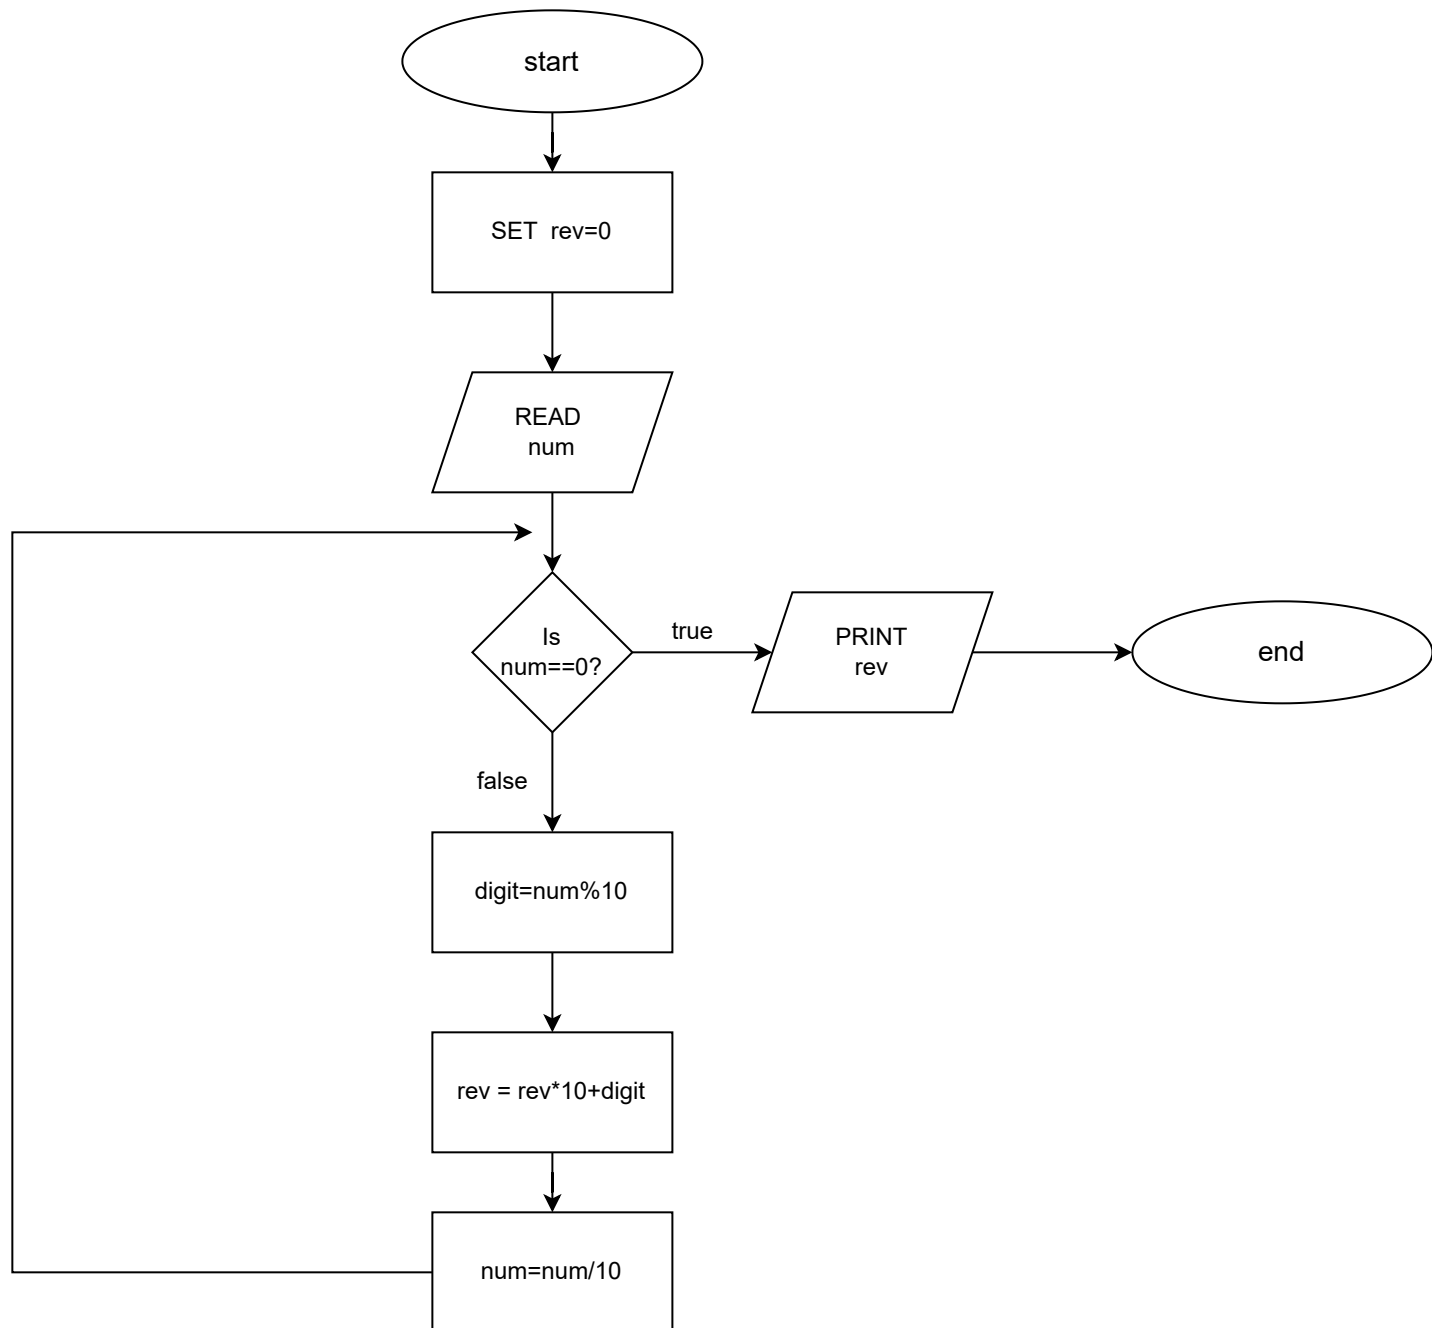 start
SET  rev=0
READ
num
Is
num==0?
true
PRINT
rev
end
false
digit=num%10
rev = rev*10+digit
num=num/10